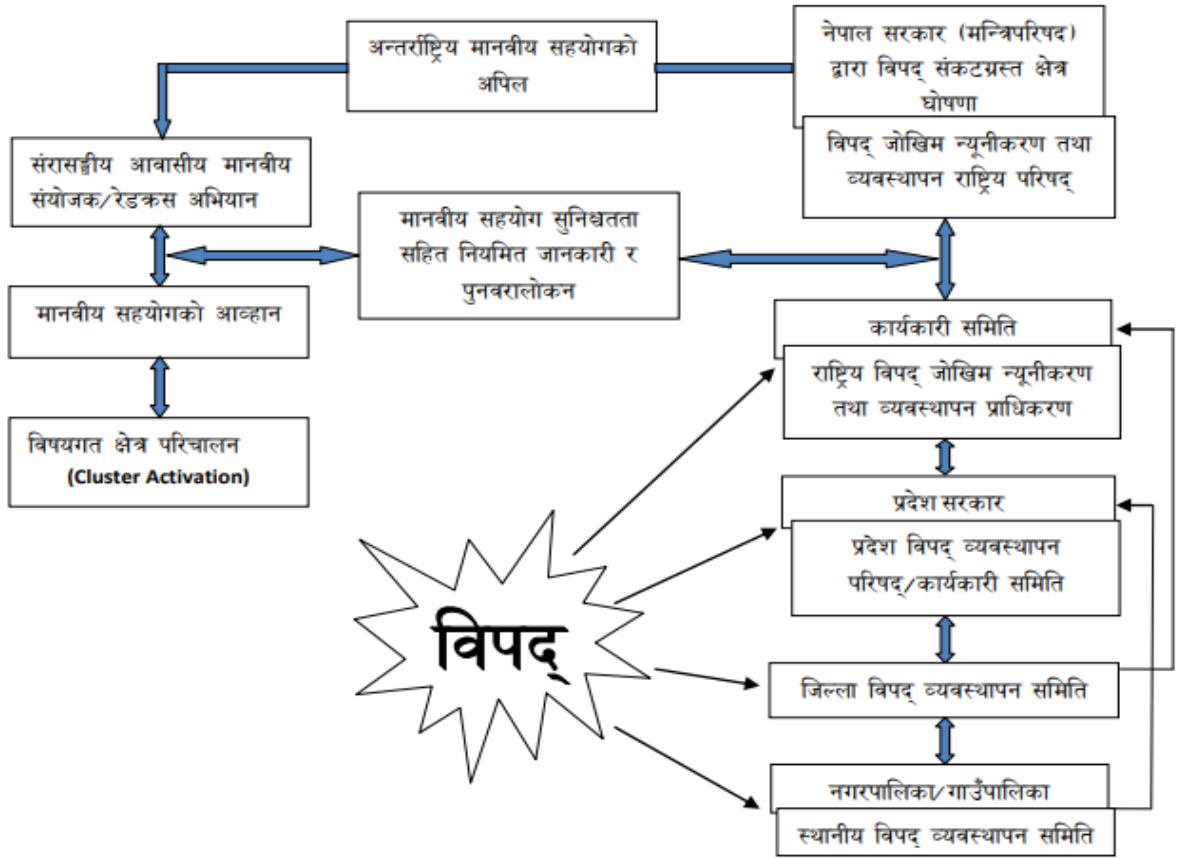 अन्तर्राष्ट्रिय मानवीय सहयोगको
अपिल
नेपाल सरकार (मन्त्रिपरिषद)
द्वारा विपद् संकटग्रस्त क्षेत्र
घोषणा
विपद् जोखिम न्यूनीकरण तथा
व्यवस्थापन राष्ट्रिय परिषद्
संरासङ्घीय आवासीय मानवीय
संयोजक/रेडक्रस अभियान
मानवीय सहयोग सुनिश्चतता
सहित नियमित जानकारी र
पुनवरालोकन
मानवीय सहयोगको आव्हान
कार्यकारी समिति
राष्ट्रिय विपद् जोखिम न्यूनीकरण
तथा व्यवस्थापन प्राधिकरण
विषयगत क्षेत्र परिचालन
(Cluster Activation)
प्रदेश सरकार
प्रदेश विपद् व्यवस्थापन
परिषद्/कार्यकारी समिति
विपद्
जिल्ला विपद् व्यवस्थापन समिति
नगरपालिका/गाउँपालिका
स्थानीय विपद् व्यवस्थापन समिति